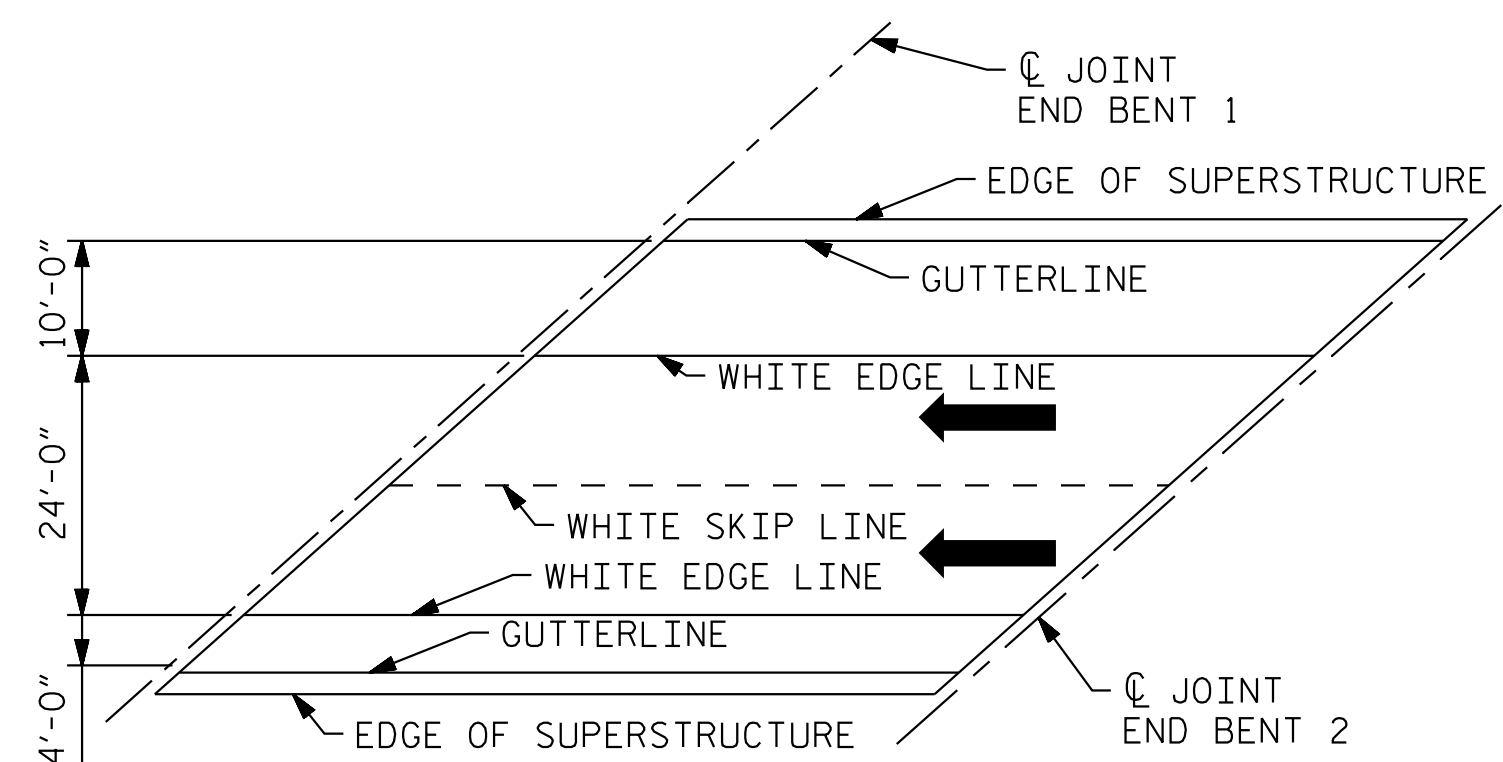 ℄ JOINT
END BENT 1
EDGE OF SUPERSTRUCTURE
10'-0"
GUTTERLINE
WHITE EDGE LINE
24'-0"
WHITE SKIP LINE
WHITE EDGE LINE
GUTTERLINE
4'-0"
℄ JOINT
END BENT 2
EDGE OF SUPERSTRUCTURE